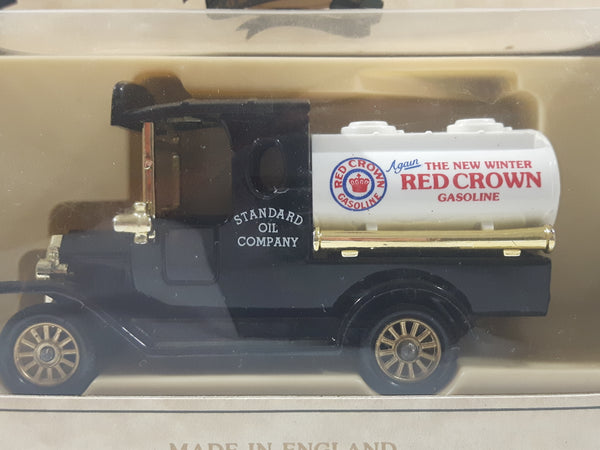 STANDARD
OIL
COMPANY
RED CROWN
GASOLINE
Again THE NEW WINTER
RED CROWN
GASOLINE
MADE IN ENGLAND